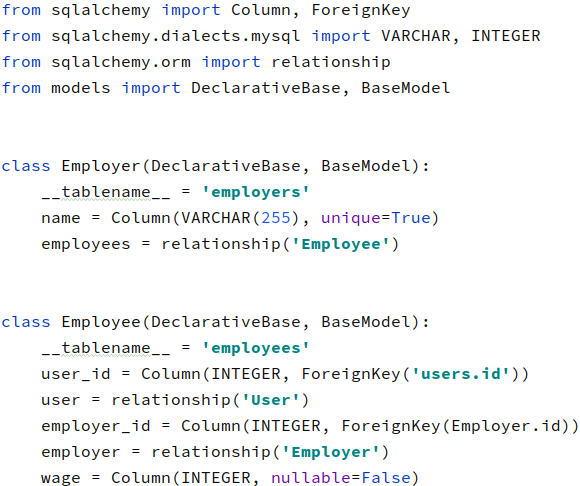 from sqlalchemy import Column, ForeignKey
from sqlalchemy.dialects.mysql import VARCHAR, INTEGER
from sqlalchemy.orm import relationship
from models import DeclarativeBase, BaseModel
class Employer(DeclarativeBase, BaseModel):
    __tablename__ = 'employers'
    name = Column(VARCHAR(255), unique=True)
    employees = relationship('Employee')
class Employee(DeclarativeBase, BaseModel):
    __tablename__ = 'employees'
    user_id = Column(INTEGER, ForeignKey('users.id'))
    user = relationship('User')
    employer_id = Column(INTEGER, ForeignKey(Employer.id))
    employer = relationship('Employer')
    wage = Column(INTEGER, nullable=False)